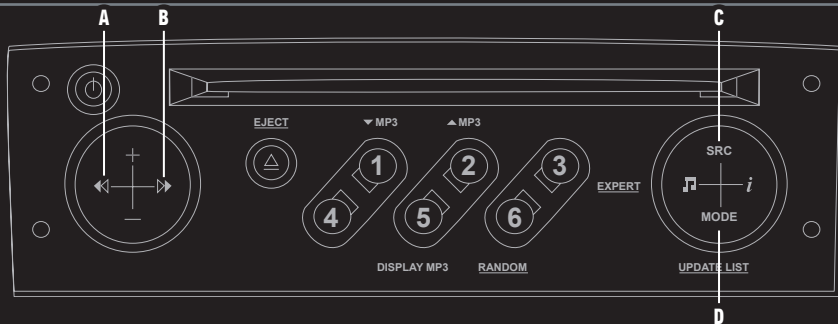 A B C
EJECT ▼ MP3 ▲ MP3
1 2 3
SRC
EXPERT
+
i
4 5 6
MODE
−
DISPLAY MP3 RANDOM UPDATE LIST
D